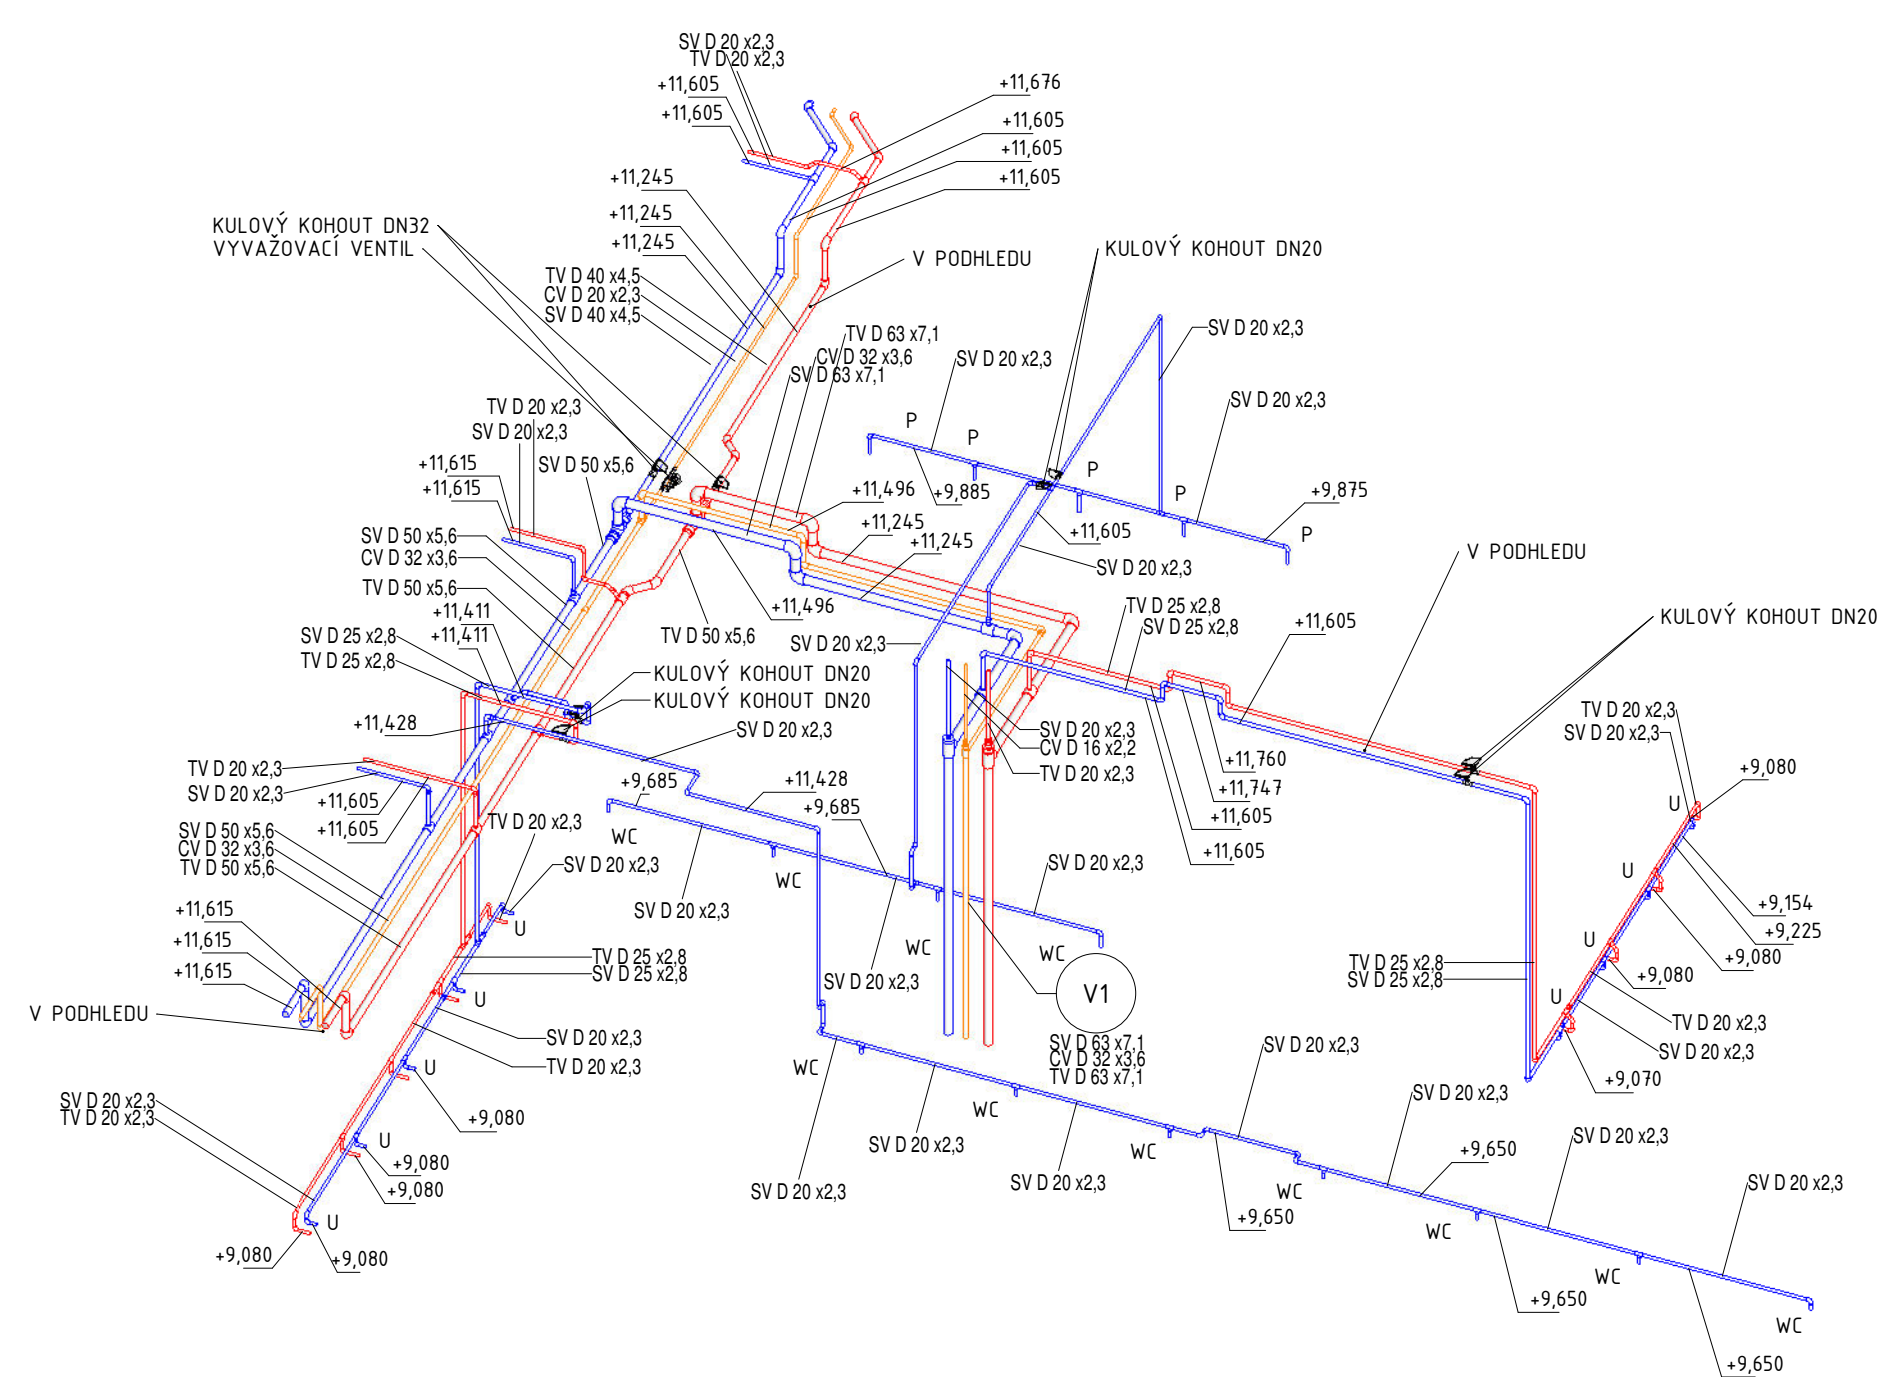 SV D 20 x2,3
TV D 20 x2,3
+11,605
+11,605
+11,676
+11,605
+11,605
+11,605
+11,245
+11,245
+11,245
KULOVÝ KOHOUT DN32
VYVAŽOVACÍ VENTIL
V PODHLEDU
KULOVÝ KOHOUT DN20
TV D 40 x4,5
CV D 20 x2,3
SV D 40 x4,5
TV D 63 x7,1
CV D 32 x3,6
SV D 63 x7,1
SV D 20 x2,3
SV D 20 x2,3
SV D 20 x2,3
P
P
P
P
P
+9,885
+9,875
TV D 20 x2,3
SV D 20 x2,3
SV D 50 x5,6
+11,615
+11,615
+11,496
+11,245
+11,245
+11,605
SV D 20 x2,3
V PODHLEDU
SV D 50 x5,6
CV D 32 x3,6
TV D 50 x5,6
+11,411
+11,411
SV D 25 x2,8
TV D 25 x2,8
+11,496
TV D 50 x5,6
SV D 20 x2,3
TV D 25 x2,8
SV D 25 x2,8
+11,605
KULOVÝ KOHOUT DN20
KULOVÝ KOHOUT DN20
KULOVÝ KOHOUT DN20
+11,428
SV D 20 x2,3
SV D 20 x2,3
CV D 16 x2,2
TV D 20 x2,3
+11,760
+11,747
+11,605
+11,605
TV D 20 x2,3
SV D 20 x2,3
+9,080
U
TV D 20 x2,3
SV D 20 x2,3
+11,605
+11,605
+9,685
+11,428
+9,685
WC
WC
TV D 20 x2,3
SV D 20 x2,3
SV D 20 x2,3
SV D 20 x2,3
SV D 50 x5,6
CV D 32 x3,6
TV D 50 x5,6
+11,615
+11,615
+11,615
V PODHLEDU
U
TV D 25 x2,8
SV D 25 x2,8
U
SV D 20 x2,3
WC
WC
V1
SV D 63 x7,1
CV D 32 x3,6
TV D 63 x7,1
U
+9,154
+9,225
+9,080
U
+9,080
TV D 25 x2,8
SV D 25 x2,8
U
TV D 20 x2,3
SV D 20 x2,3
+9,070
SV D 20 x2,3
TV D 20 x2,3
U
+9,080
SV D 20 x2,3
TV D 20 x2,3
U
+9,080
+9,080
U
+9,080
+9,080
WC
SV D 20 x2,3
SV D 20 x2,3
WC
SV D 20 x2,3
WC
SV D 20 x2,3
+9,650
WC
SV D 20 x2,3
+9,650
WC
SV D 20 x2,3
+9,650
WC
SV D 20 x2,3
+9,650
WC